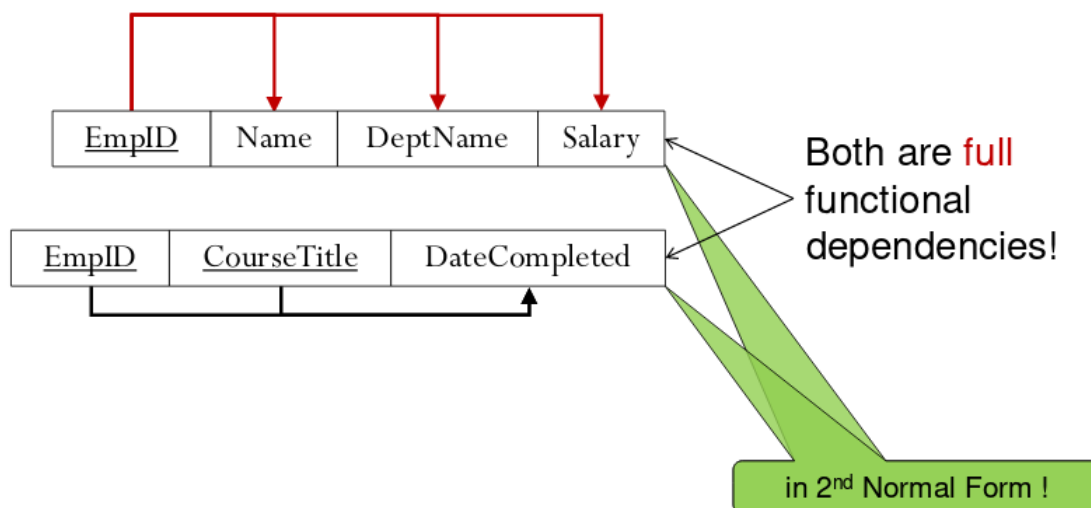 EmpID Name DeptName Salary
Both are full
functional
dependencies!
EmpID CourseTitle DateCompleted
in 2nd Normal Form !